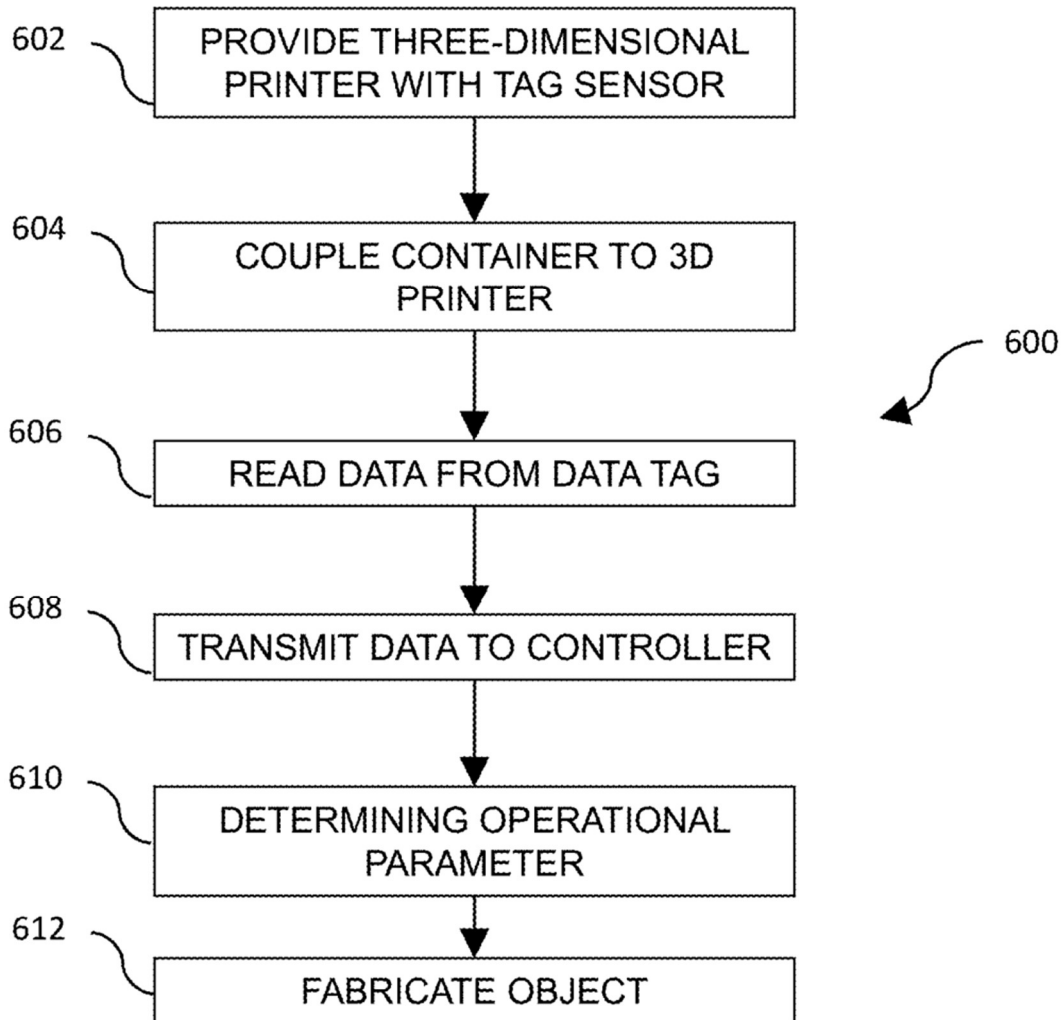 602
PROVIDE THREE-DIMENSIONAL
PRINTER WITH TAG SENSOR
604
COUPLE CONTAINER TO 3D
PRINTER
600
606
READ DATA FROM DATA TAG
608
TRANSMIT DATA TO CONTROLLER
610
DETERMINING OPERATIONAL
PARAMETER
612
FABRICATE OBJECT